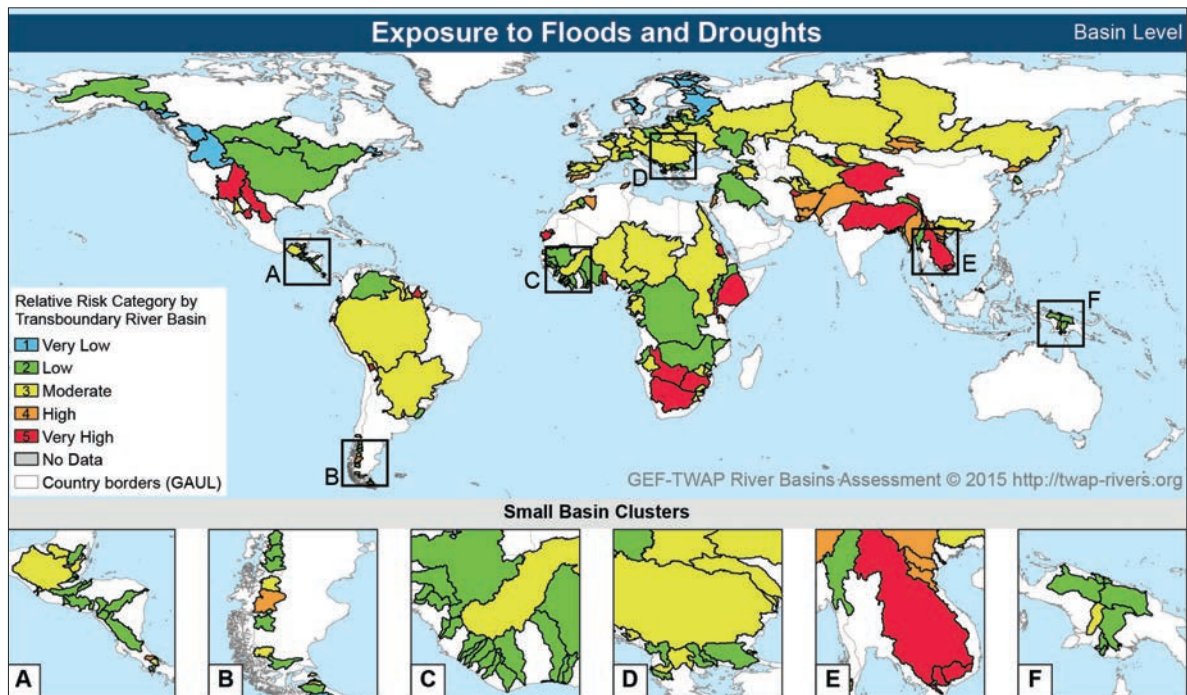 Exposure to Floods and Droughts
Basin Level
A
B
C
D
E
F
Relative Risk Category by
Transboundary River Basin
1 Very Low
2 Low
3 Moderate
4 High
5 Very High
No Data
Country borders (GAUL)
GEF-TWAP River Basins Assessment © 2015 http://twap-rivers.org
Small Basin Clusters
A
B
C
D
E
F